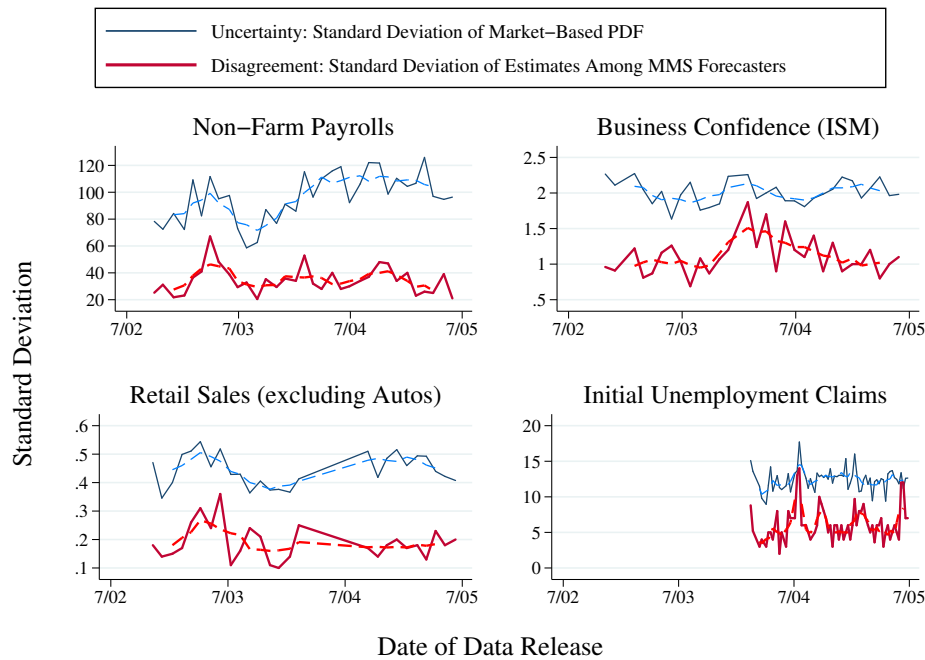 Uncertainty: Standard Deviation of Market−Based PDF
Disagreement: Standard Deviation of Estimates Among MMS Forecasters
Standard Deviation
Non−Farm Payrolls
120
100
80
60
40
20
7/02 7/03 7/04 7/05
Business Confidence (ISM)
2.5
2
1.5
1
.5
7/02 7/03 7/04 7/05
Retail Sales (excluding Autos)
.6
.5
.4
.3
.2
.1
7/02 7/03 7/04 7/05
Initial Unemployment Claims
20
15
10
5
0
7/02 7/03 7/04 7/05
Date of Data Release